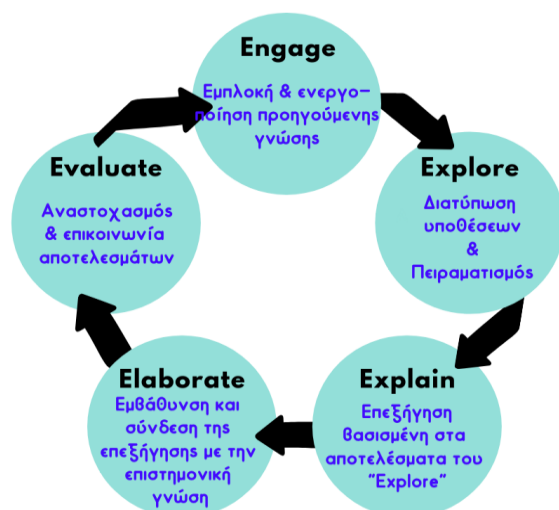 Engage
Εμπλοκή & ενεργο-
ποίηση προηγούμενης
γνώσης
Explore
Διατύπωση
υποθέσεων
&
Πειραματισμός
Explain
Επεξήγηση
βασισμένη στα
αποτελέσματα του
"Explore"
Elaborate
Εμβάθυνση και
σύνδεση της
επεξήγησης με την
επιστημονική
γνώση
Evaluate
Αναστοχασμός
& επικοινωνία
αποτελεσμάτων